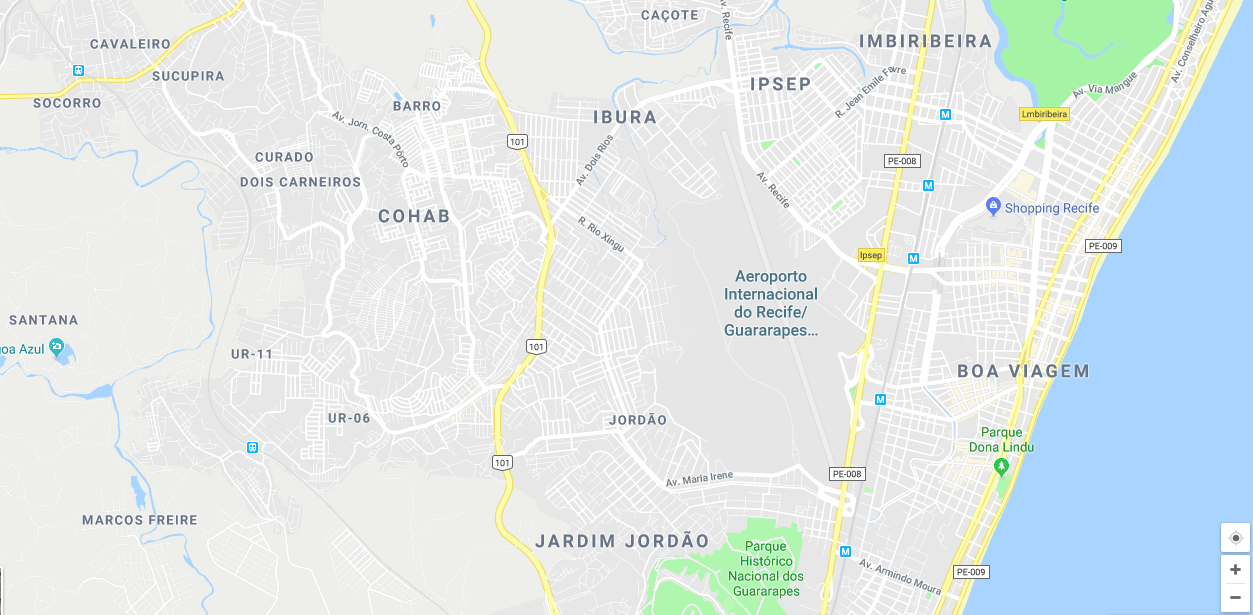 CAÇOTE
Av. Recife
CAVALEIRO
IMBIRIBEIRA
Av. Conselheiro Agu
SUCUPIRA
IPSEP
R. Jean Emile Favre
Av. Via Mangue
SOCORRO
BARRO
IBURA
Lmbiribeira
M
Av. Jorn. Costa Pôrto
101
Av. Dois Rios
CURADO
PE-008
DOIS CARNEIROS
Av. Recife
M
COHAB
Shopping Recife
R. Rio Xingu
PE-009
Ipsep
M
Aeroporto
Internacional
do Recife/
Guararapes...
SANTANA
oa Azul
UR-11
101
BOA VIAGEM
M
UR-06
JORDÃO
Parque
Dona Lindu
101
PE-008
Av. Maria Irene
MARCOS FREIRE
JARDIM JORDÃO
Parque
Histórico
Nacional dos
Guararapes
M
Av. Armindo Moura
PE-009